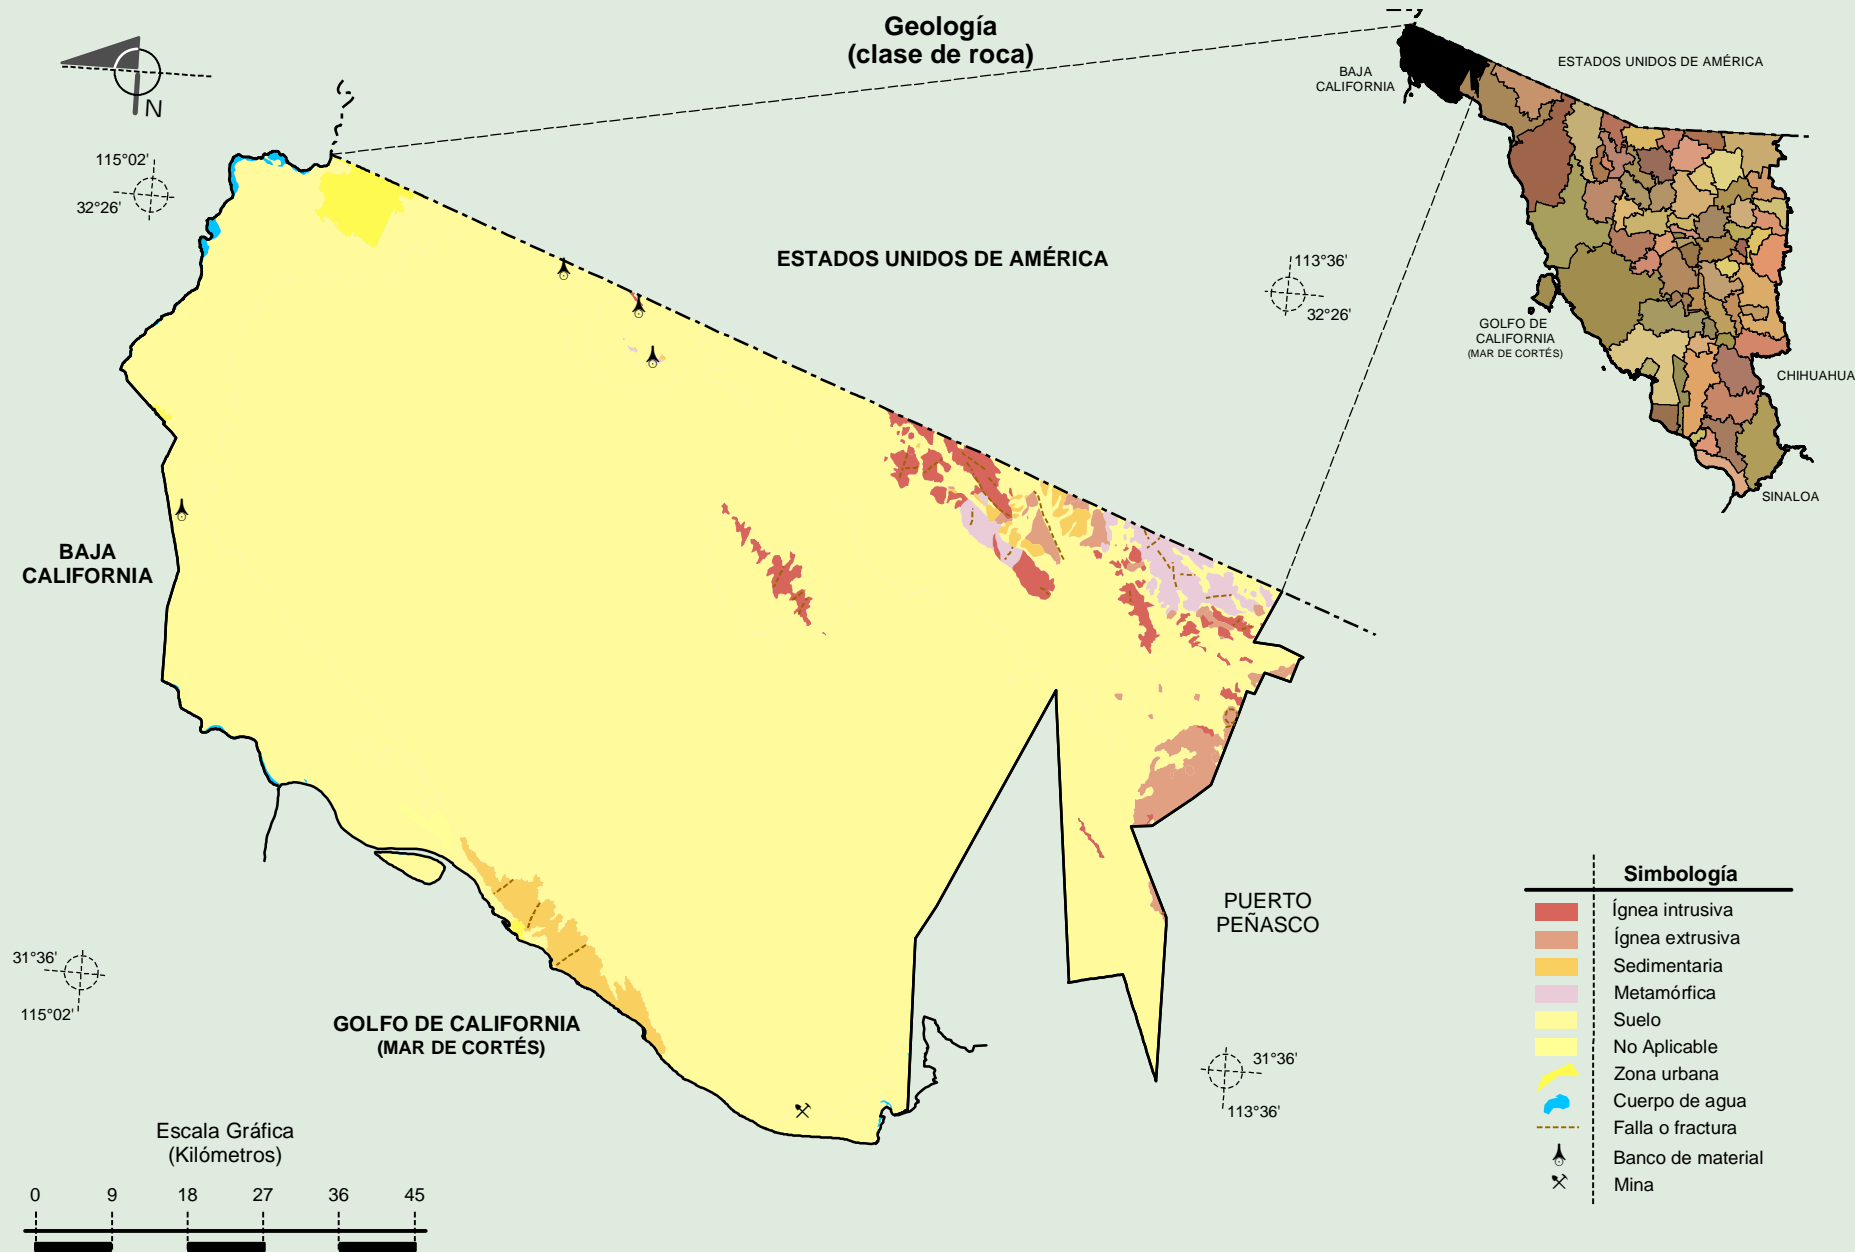 Geología
(clase de roca)
N
115°02'
32°26'
ESTADOS UNIDOS DE AMÉRICA
113°36'
32°26'
BAJA
CALIFORNIA
ESTADOS UNIDOS DE AMÉRICA
GOLFO DE
CALIFORNIA
(MAR DE CORTÉS)
CHIHUAHUA
SINALOA
BAJA
CALIFORNIA
PUERTO
PEÑASCO
31°36'
115°02'
GOLFO DE CALIFORNIA
(MAR DE CORTÉS)
31°36'
113°36'
Escala Gráfica
(Kilómetros)
0 9 18 27 36 45
Simbología
Ígnea intrusiva
Ígnea extrusiva
Sedimentaria
Metamórfica
Suelo
No Aplicable
Zona urbana
Cuerpo de agua
Falla o fractura
Banco de material
Mina